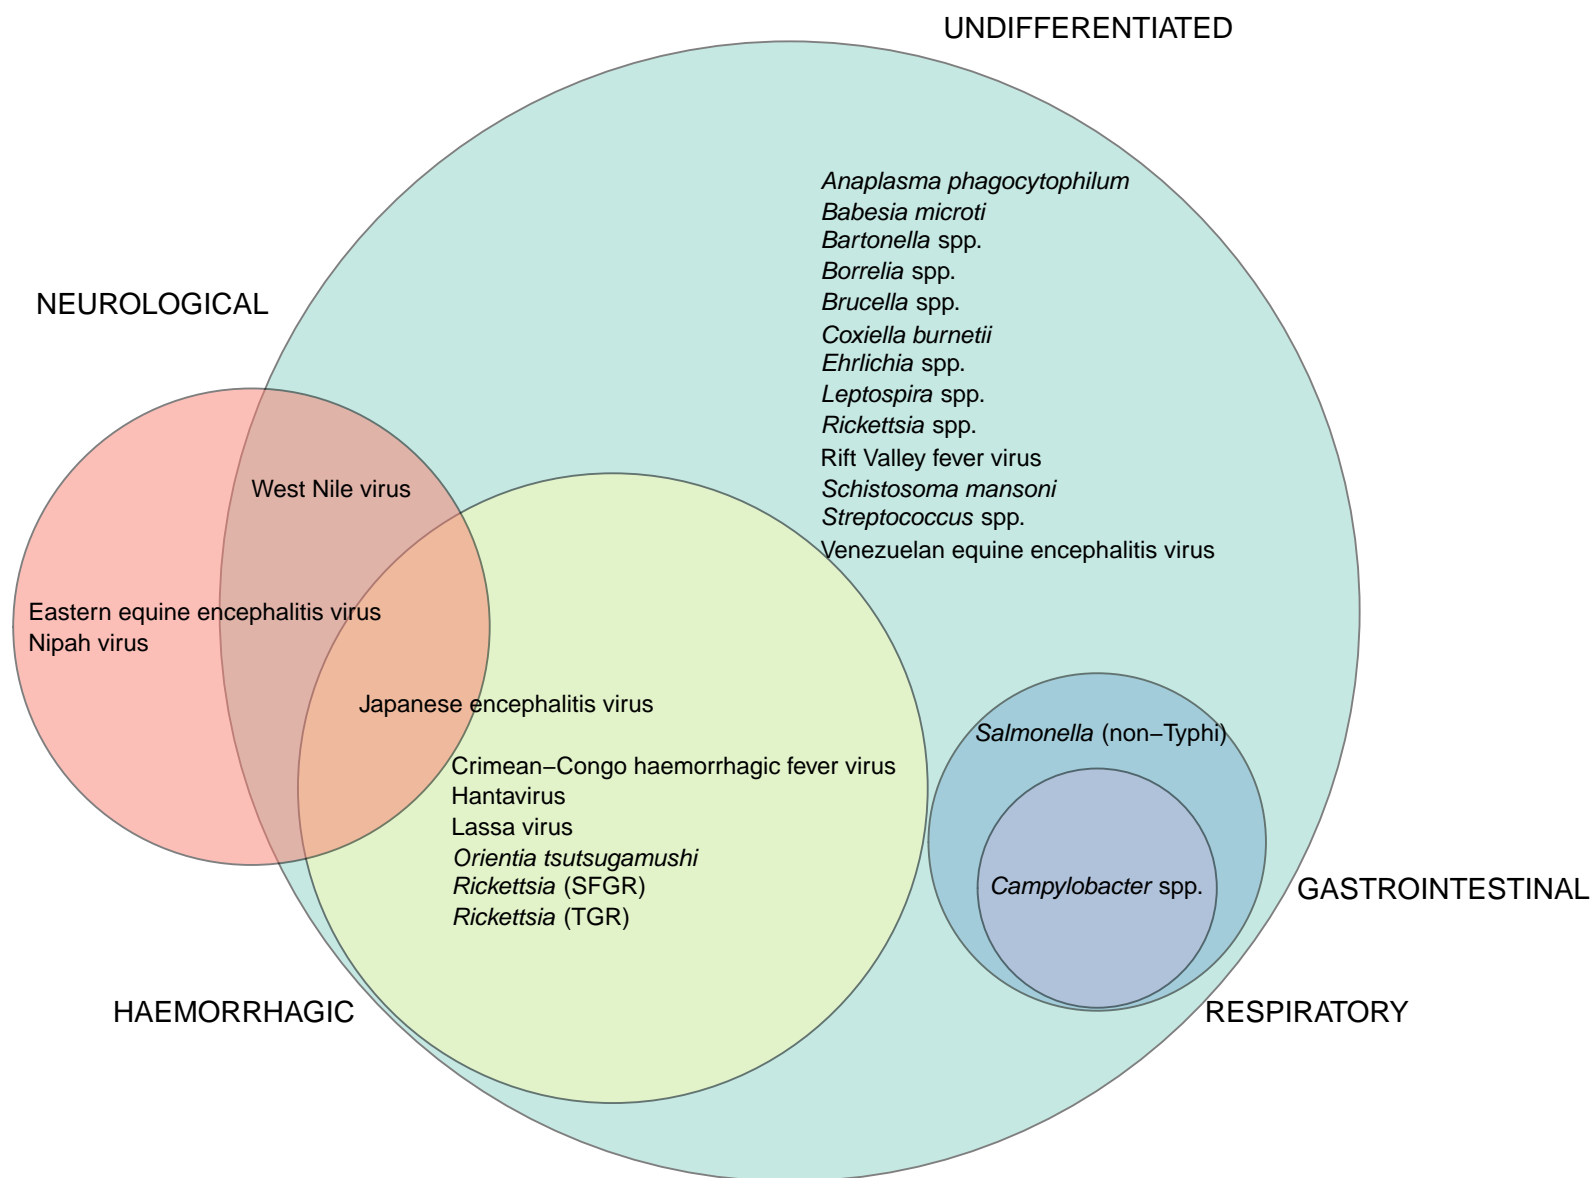 UNDIFFERENTIATED
Anaplasma phagocytophilum
Babesia microti
Bartonella spp.
Borrelia spp.
Brucella spp.
Coxiella burnetii
Ehrlichia spp.
Leptospira spp.
Rickettsia spp.
Rift Valley fever virus
Schistosoma mansoni
Streptococcus spp.
Venezuelan equine encephalitis virus
NEUROLOGICAL
West Nile virus
Eastern equine encephalitis virus
Nipah virus
Japanese encephalitis virus
Crimean−Congo haemorrhagic fever virus
Hantavirus
Lassa virus
Orientia tsutsugamushi
Rickettsia (SFGR)
Rickettsia (TGR)
Salmonella (non−Typhi)
Campylobacter spp.
GASTROINTESTINAL
HAEMORRHAGIC
RESPIRATORY